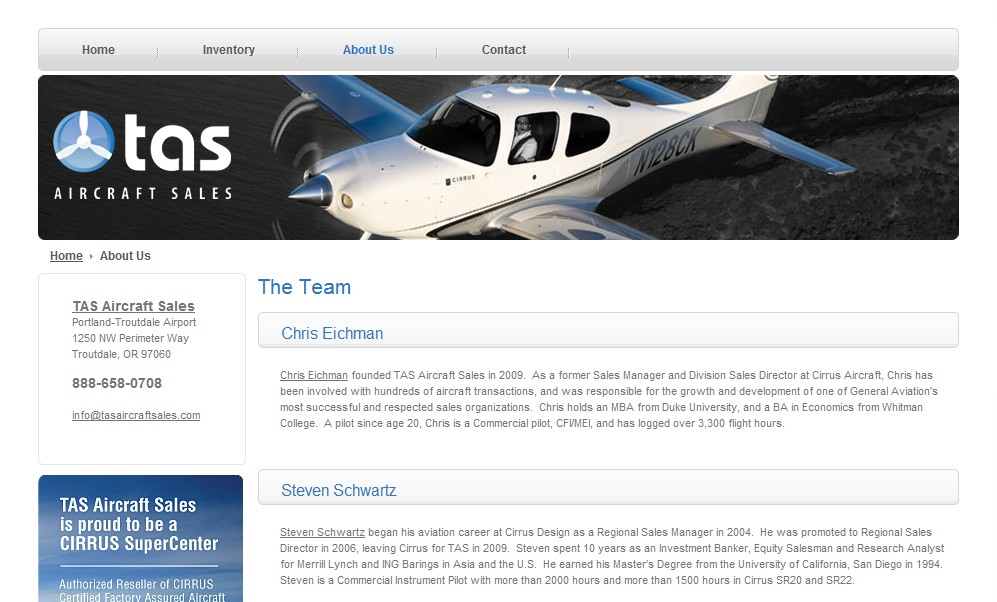 Home Inventory About Us Contact
tas
AIRCRAFT SALES
CIRRUS
N128CK
Home About Us
TAS Aircraft Sales
Portland-Troutdale Airport
1250 NW Perimeter Way
Troutdale, OR 97060
888-658-0708
info@tasaircraftsales.com
TAS Aircraft Sales
is proud to be a
CIRRUS SuperCenter
Authorized Reseller of CIRRUS
Certified Factory Assured Aircraft
The Team
Chris Eichman
Chris Eichman founded TAS Aircraft Sales in 2009. As a former Sales Manager and Division Sales Director at Cirrus Aircraft, Chris has
been involved with hundreds of aircraft transactions, and was responsible for the growth and development of one of General Aviation's
most successful and respected sales organizations. Chris holds an MBA from Duke University, and a BA in Economics from Whitman
College. A pilot since age 20, Chris is a Commercial pilot, CFI/MEI, and has logged over 3,300 flight hours.
Steven Schwartz
Steven Schwartz began his aviation career at Cirrus Design as a Regional Sales Manager in 2004. He was promoted to Regional Sales
Director in 2006, leaving Cirrus for TAS in 2009. Steven spent 10 years as an Investment Banker, Equity Salesman and Research Analyst
for Merrill Lynch and ING Barings in Asia and the U.S. He earned his Master's Degree from the University of California, San Diego in 1994.
Steven is a Commercial Instrument Pilot with more than 2000 hours and more than 1500 hours in Cirrus SR20 and SR22.